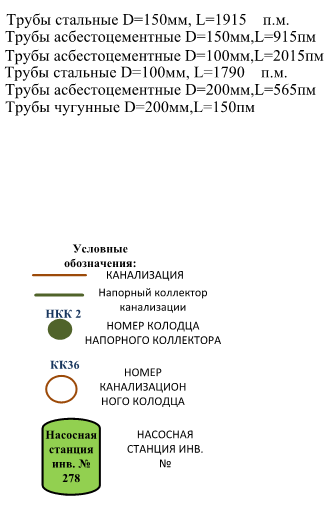 Трубы стальные D=150мм, L=1915 п.м.
Трубы асбестоцементные D=150мм,L=915пм
Трубы асбестоцементные D=100мм,L=2015пм
Трубы стальные D=100мм, L=1790 п.м.
Трубы асбестоцементные D=200мм,L=565пм
Трубы чугунные D=200мм,L=150пм
Условные
обозначения:
КАНАЛИЗАЦИЯ
Напорный коллектор
канализации
НКК 2
НОМЕР КОЛОДЦА
НАПОРНОГО КОЛЛЕКТОРА
КК36
НОМЕР
КАНАЛИЗАЦИОН
НОГО КОЛОДЦА
Насосная
станция
инв. №
278
НАСОСНАЯ
СТАНЦИЯ ИНВ.
№